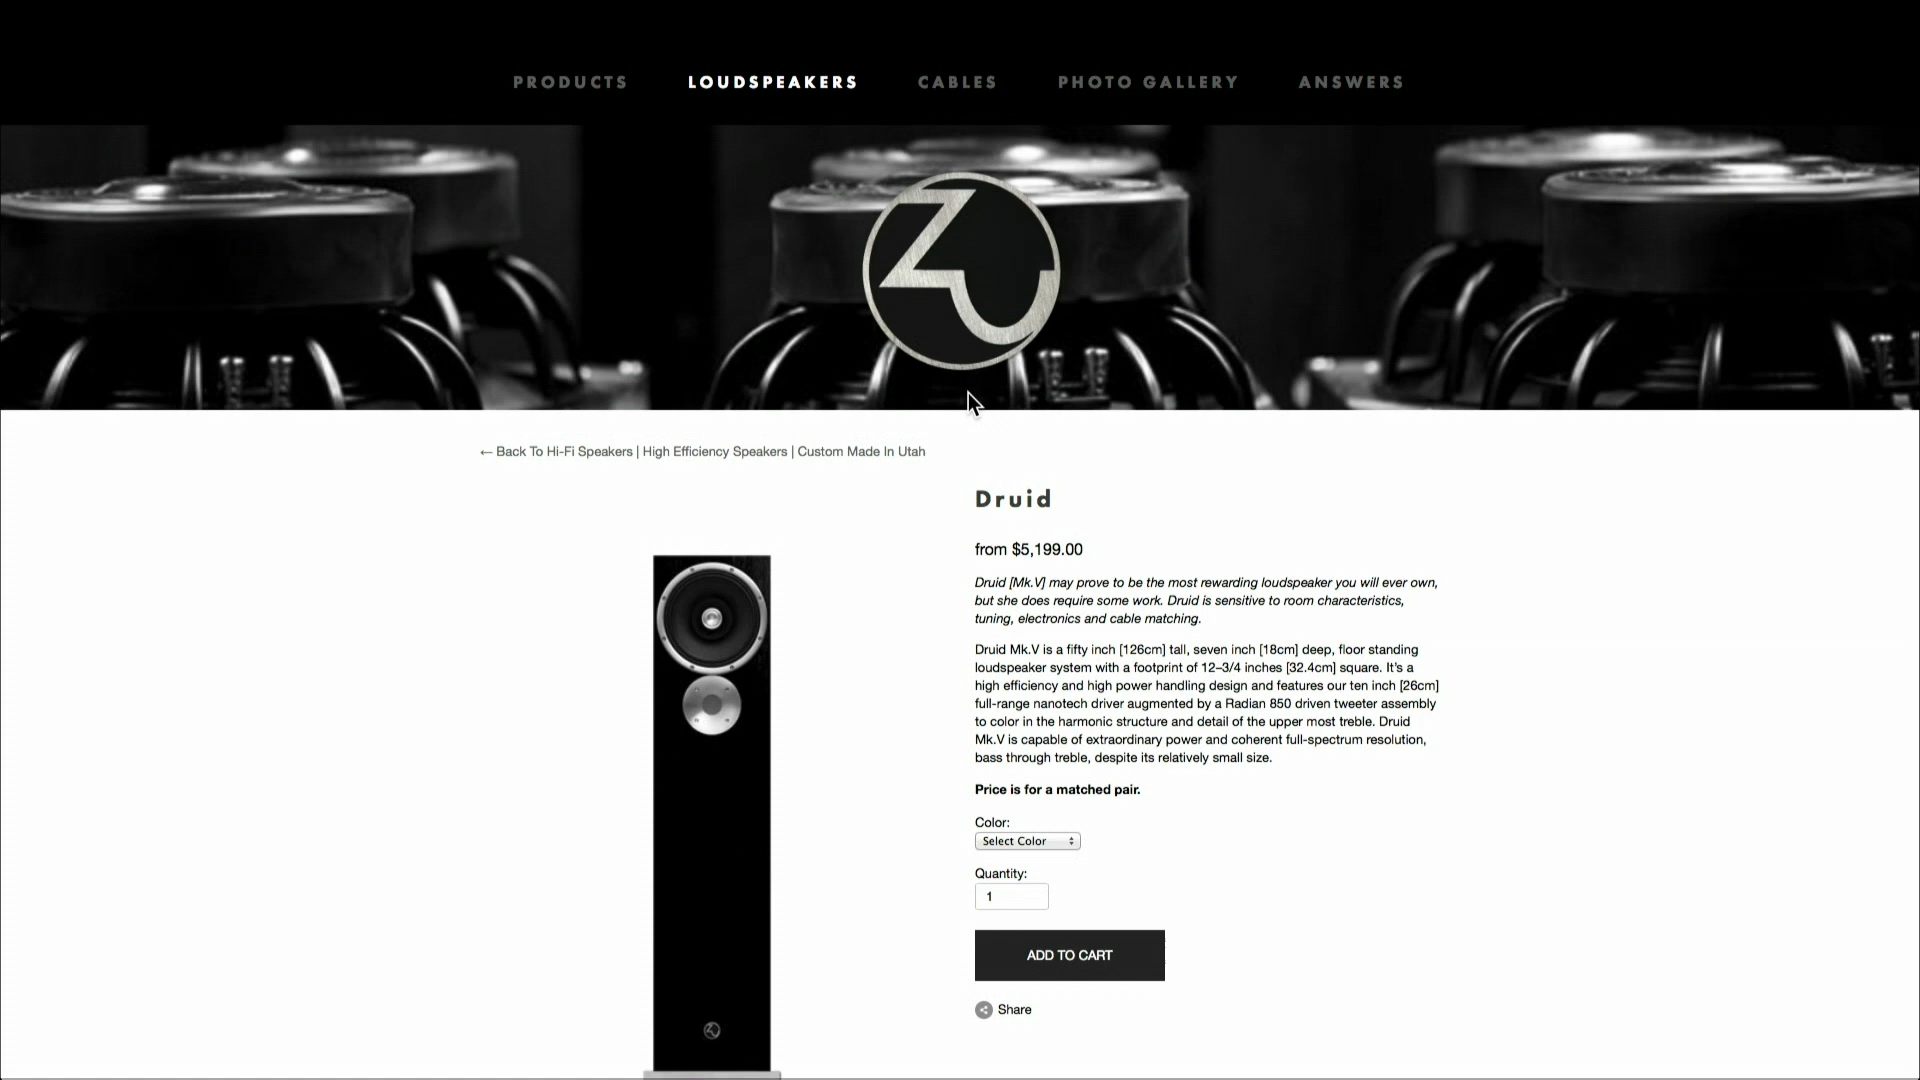 PRODUCTS LOUDSPEAKERS CABLES PHOTO GALLERY ANSWERS
ZU
← Back To Hi-Fi Speakers | High Efficiency Speakers | Custom Made In Utah
Druid
from $5,199.00
Druid [Mk.V] may prove to be the most rewarding loudspeaker you will ever own,
but she does require some work. Druid is sensitive to room characteristics,
tuning, electronics and cable matching.
Druid Mk.V is a fifty inch [126cm] tall, seven inch [18cm] deep, floor standing
loudspeaker system with a footprint of 12–3/4 inches [32.4cm] square. It's a
high efficiency and high power handling design and features our ten inch [26cm]
full-range nanotech driver augmented by a Radian 850 driven tweeter assembly
to color in the harmonic structure and detail of the upper most treble. Druid
Mk.V is capable of extraordinary power and coherent full-spectrum resolution,
bass through treble, despite its relatively small size.
Price is for a matched pair.
Color:
Select Color
Quantity:
1
ADD TO CART
Share
ZU